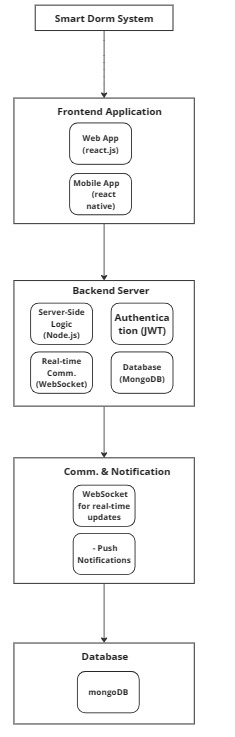 Smart Dorm System
Frontend Application
Web App
(react.js)
Mobile App
(react
native)
Backend Server
Server-Side
Logic
(Node.js)
Authentica
tion (JWT)
Real-time
Comm.
(WebSocket)
Database
(MongoDB)
Comm. & Notification
WebSocket
for real-time
updates
- Push
Notifications
Database
mongoDB